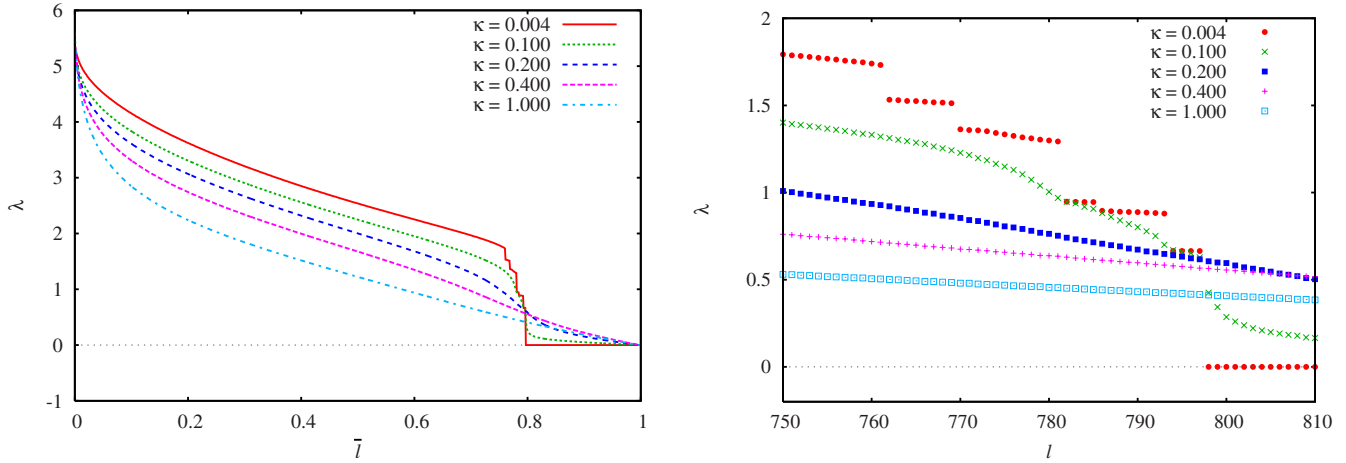 κ = 0.004
κ = 0.100
κ = 0.200
κ = 0.400
κ = 1.000
6
5
4
3
2
1
0
-1
λ
0
0.2
0.4
0.6
0.8
1
l̅
κ = 0.004
κ = 0.100
κ = 0.200
κ = 0.400
κ = 1.000
2
1.5
1
0.5
0
λ
750
760
770
780
790
800
810
l